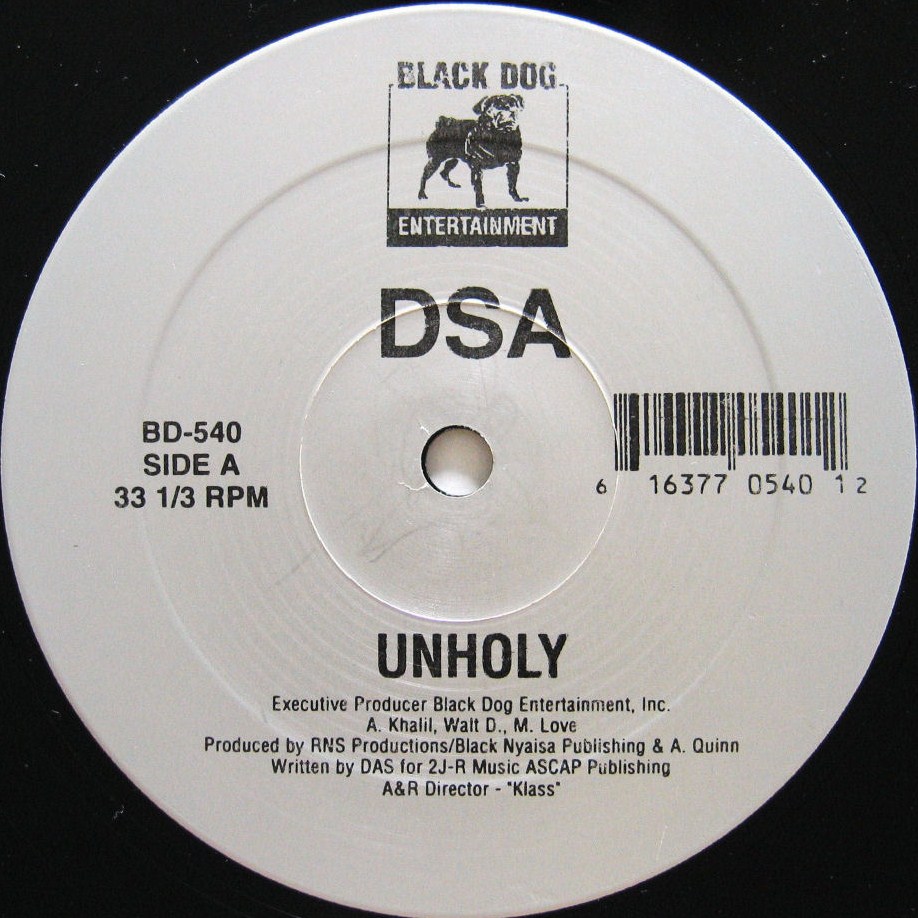 BLACK DOG
ENTERTAINMENT
DSA
BD-540
SIDE A
33 1/3 RPM
6 16377 0540 1 2
UNHOLY
Executive Producer Black Dog Entertainment, Inc.
A. Khalil, Walt D., M. Love
Produced by RNS Productions/Black Nyaisa Publishing & A. Quinn
Written by DAS for 2J-R Music ASCAP Publishing
A&R Director - "Klass"